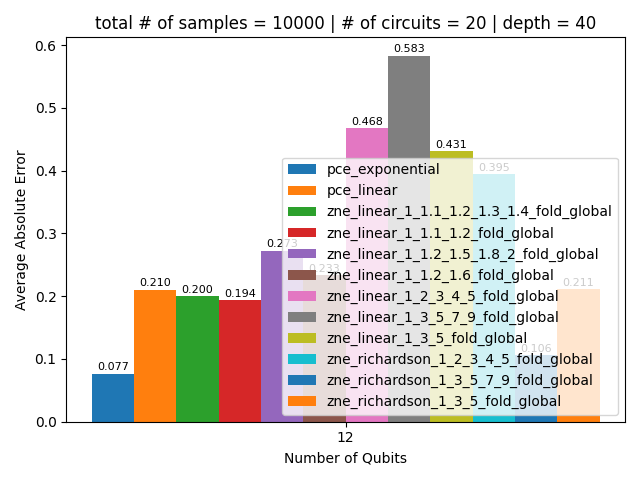 total # of samples = 10000 | # of circuits = 20 | depth = 40
Average Absolute Error
0.6
0.5
0.4
0.3
0.2
0.1
0.0
0.077
0.210
0.200
0.194
0.273
0.233
0.468
0.583
0.431
0.395
0.106
0.211
pce_exponential
pce_linear
zne_linear_1_1.1_1.2_1.3_1.4_fold_global
zne_linear_1_1.1_1.2_fold_global
zne_linear_1_1.2_1.5_1.8_2_fold_global
zne_linear_1_1.2_1.6_fold_global
zne_linear_1_2_3_4_5_fold_global
zne_linear_1_3_5_7_9_fold_global
zne_linear_1_3_5_fold_global
zne_richardson_1_2_3_4_5_fold_global
zne_richardson_1_3_5_7_9_fold_global
zne_richardson_1_3_5_fold_global
12
Number of Qubits